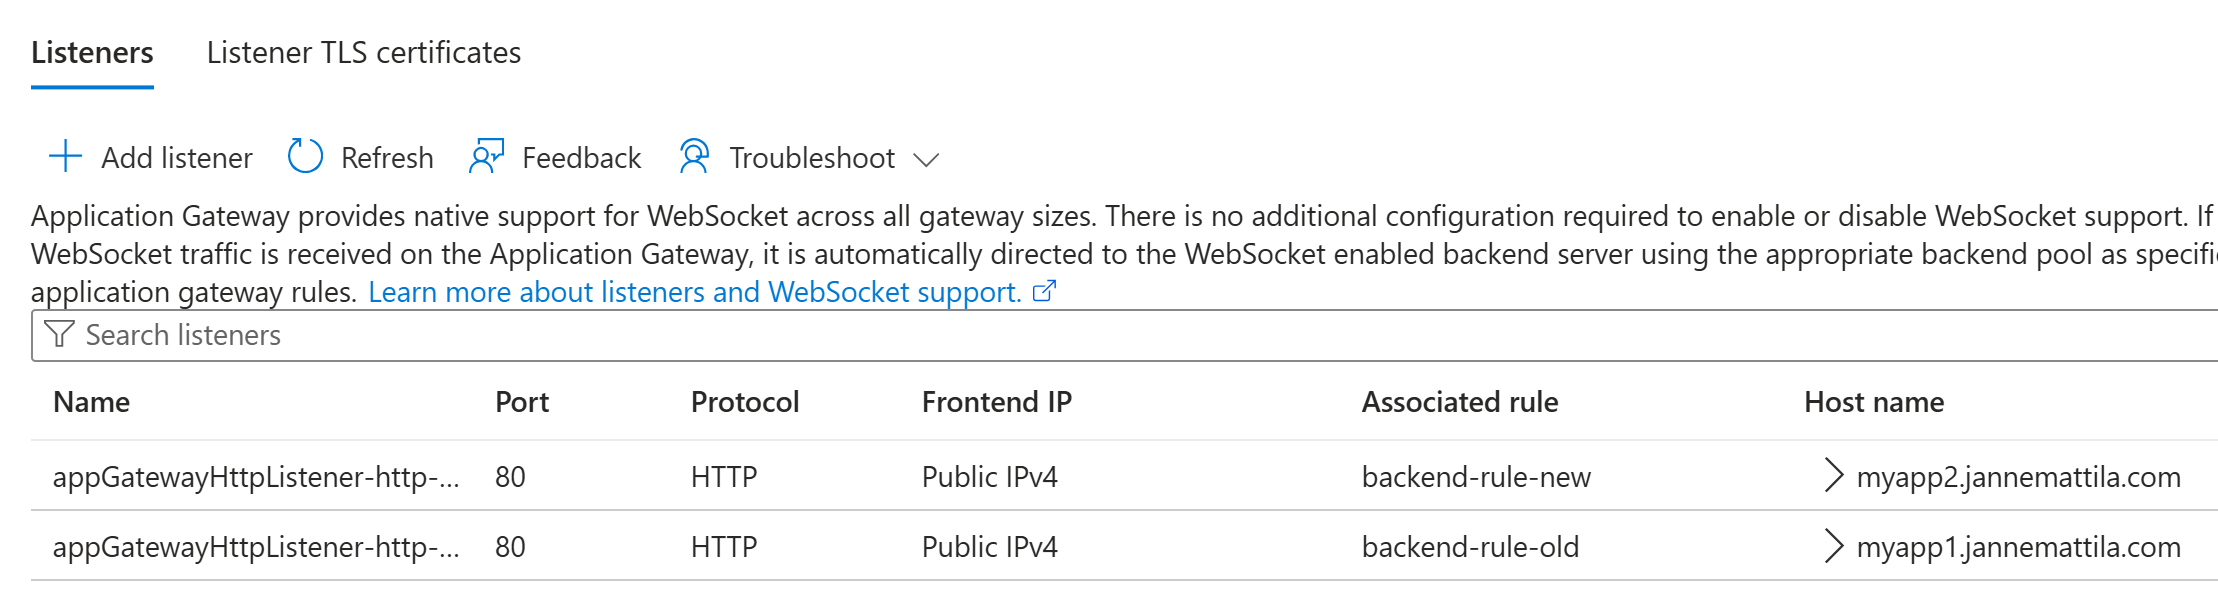 Listeners Listener TLS certificates
Add listener Refresh Feedback Troubleshoot
Application Gateway provides native support for WebSocket across all gateway sizes. There is no additional configuration required to enable or disable WebSocket support. If
WebSocket traffic is received on the Application Gateway, it is automatically directed to the WebSocket enabled backend server using the appropriate backend pool as
application gateway rules. Learn more about listeners and WebSocket support.
Search listeners
Name Port Protocol Frontend IP Associated rule Host name
appGatewayHttpListener-http-... 80 HTTP Public IPv4 backend-rule-new myapp2.jannemattila.com
appGatewayHttpListener-http-... 80 HTTP Public IPv4 backend-rule-old myapp1.jannemattila.com